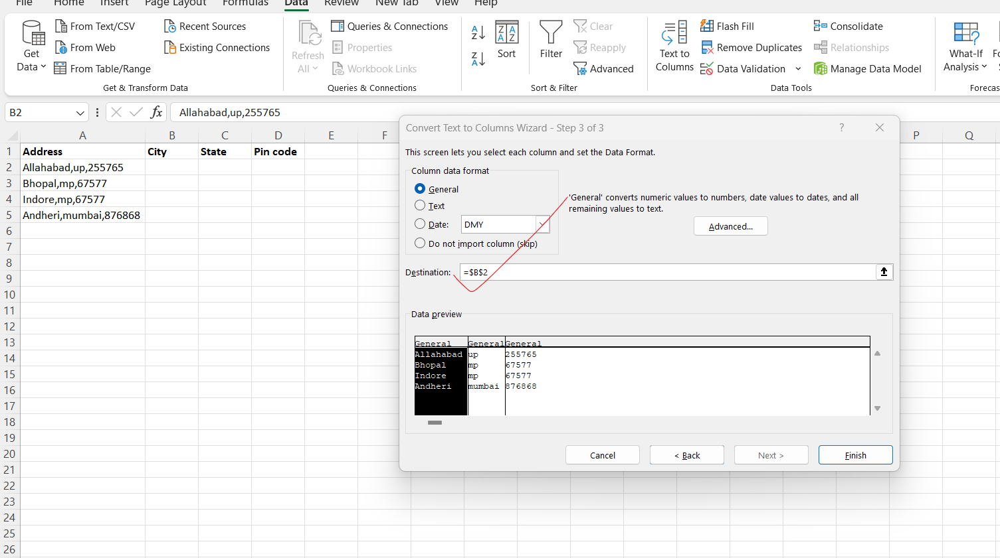 File Home Insert Page Layout Formulas Data Review New Tab View Help
Get Data
From Text/CSV
From Web
From Table/Range
Recent Sources
Existing Connections
Get & Transform Data
Refresh All
Queries & Connections
Properties
Workbook Links
Queries & Connections
Sort
Filter
Clear
Reapply
Advanced
Sort & Filter
Text to Columns
Flash Fill
Remove Duplicates
Data Validation
Consolidate
Relationships
Manage Data Model
Data Tools
What-If Analysis
Forecas
B2 fx Allahabad,up,255765
A B C D E F P Q
1 Address City State Pin code
2 Allahabad,up,255765
3 Bhopal,mp,67577
4 Indore,mp,67577
5 Andheri,mumbai,876868
6
7
8
9
10
11
12
13
14
15
16
17
18
19
20
21
22
23
24
25
26
Convert Text to Columns Wizard - Step 3 of 3 ?
This screen lets you select each column and set the Data Format.
Column data format
General
Text
Date: DMY
Do not import column (skip)
'General' converts numeric values to numbers, date values to dates, and all
remaining values to text.
Advanced...
Destination: =$B$2
Data preview
General General General
Allahabad up 255765
Bhopal mp 67577
Indore mp 67577
Andheri mumbai 876868
Cancel < Back Next > Finish